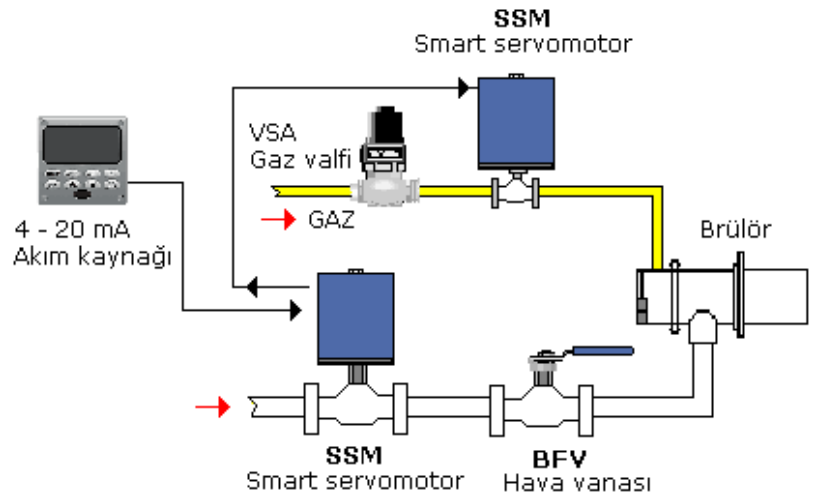 SSM
Smart servomotor
VSA
Gaz valfi
GAZ
4 - 20 mA
Akım kaynağı
Brülör
SSM
Smart servomotor
BFV
Hava vanası